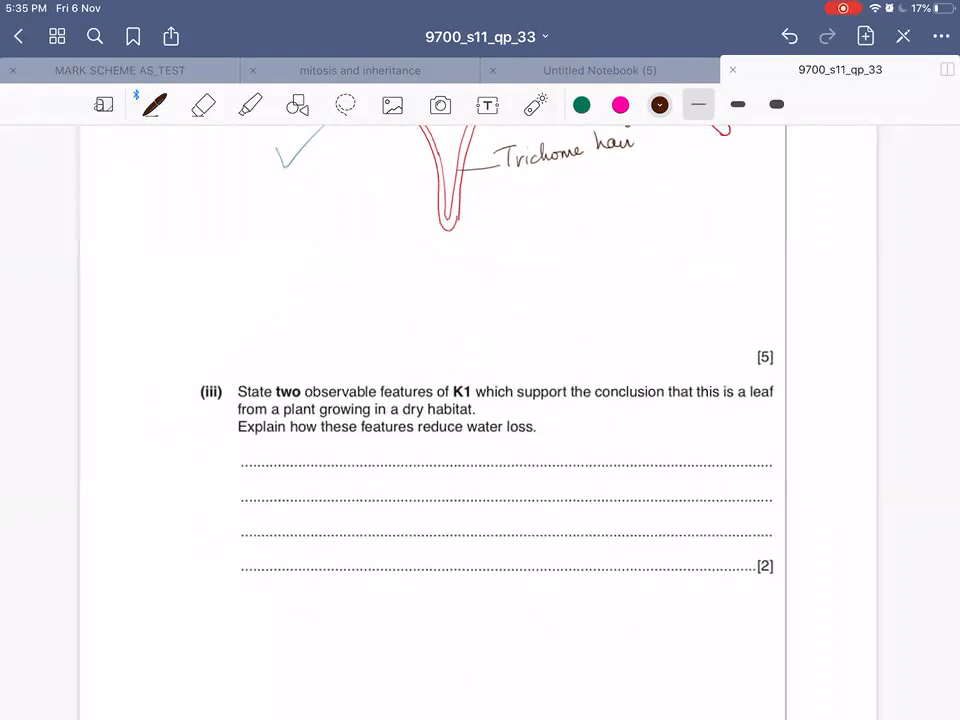 5:35 PM Fri 6 Nov
17%
9700_s11_qp_33
MARK SCHEME AS_TEST
mitosis and inheritance
Untitled Notebook (5)
9700_s11_qp_33
Trichome hair
[5]
(iii) State two observable features of K1 which support the conclusion that this is a leaf
from a plant growing in a dry habitat.
Explain how these features reduce water loss.
[2]